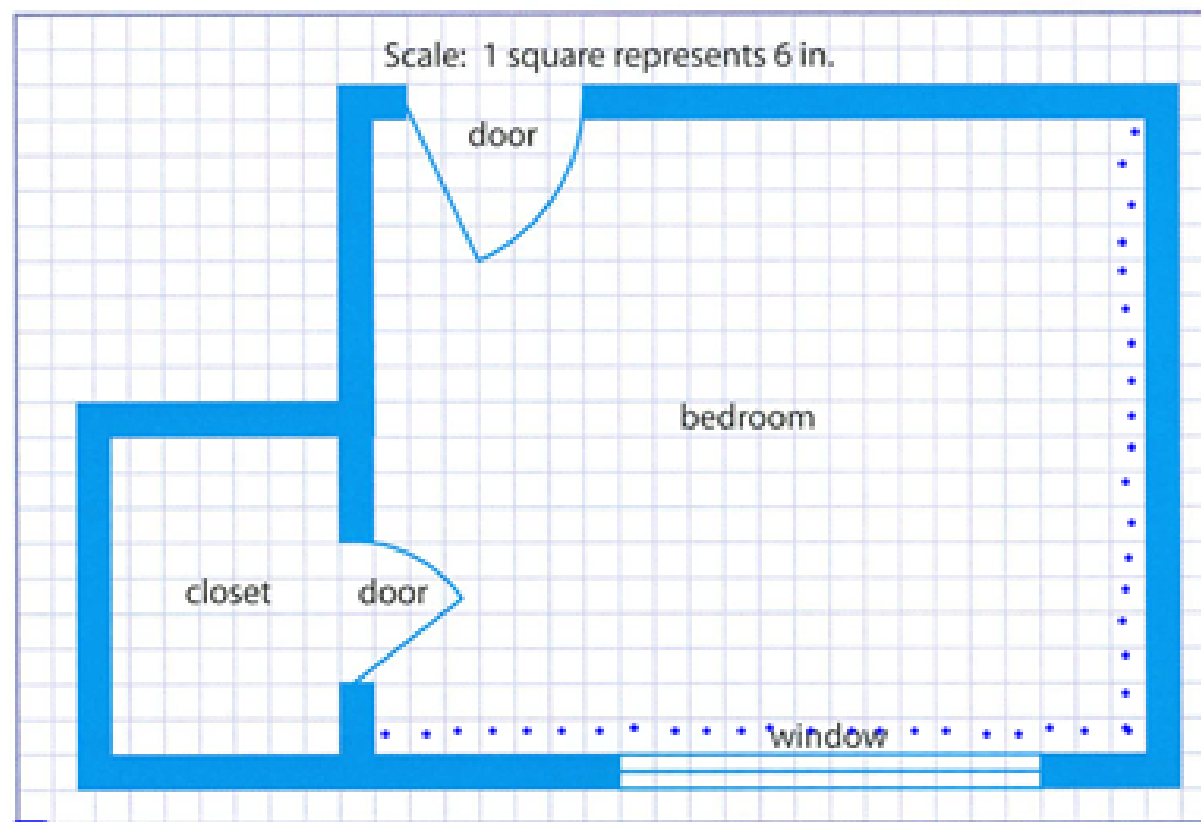 Scale: 1 square represents 6 in.
door
bedroom
closet
door
window